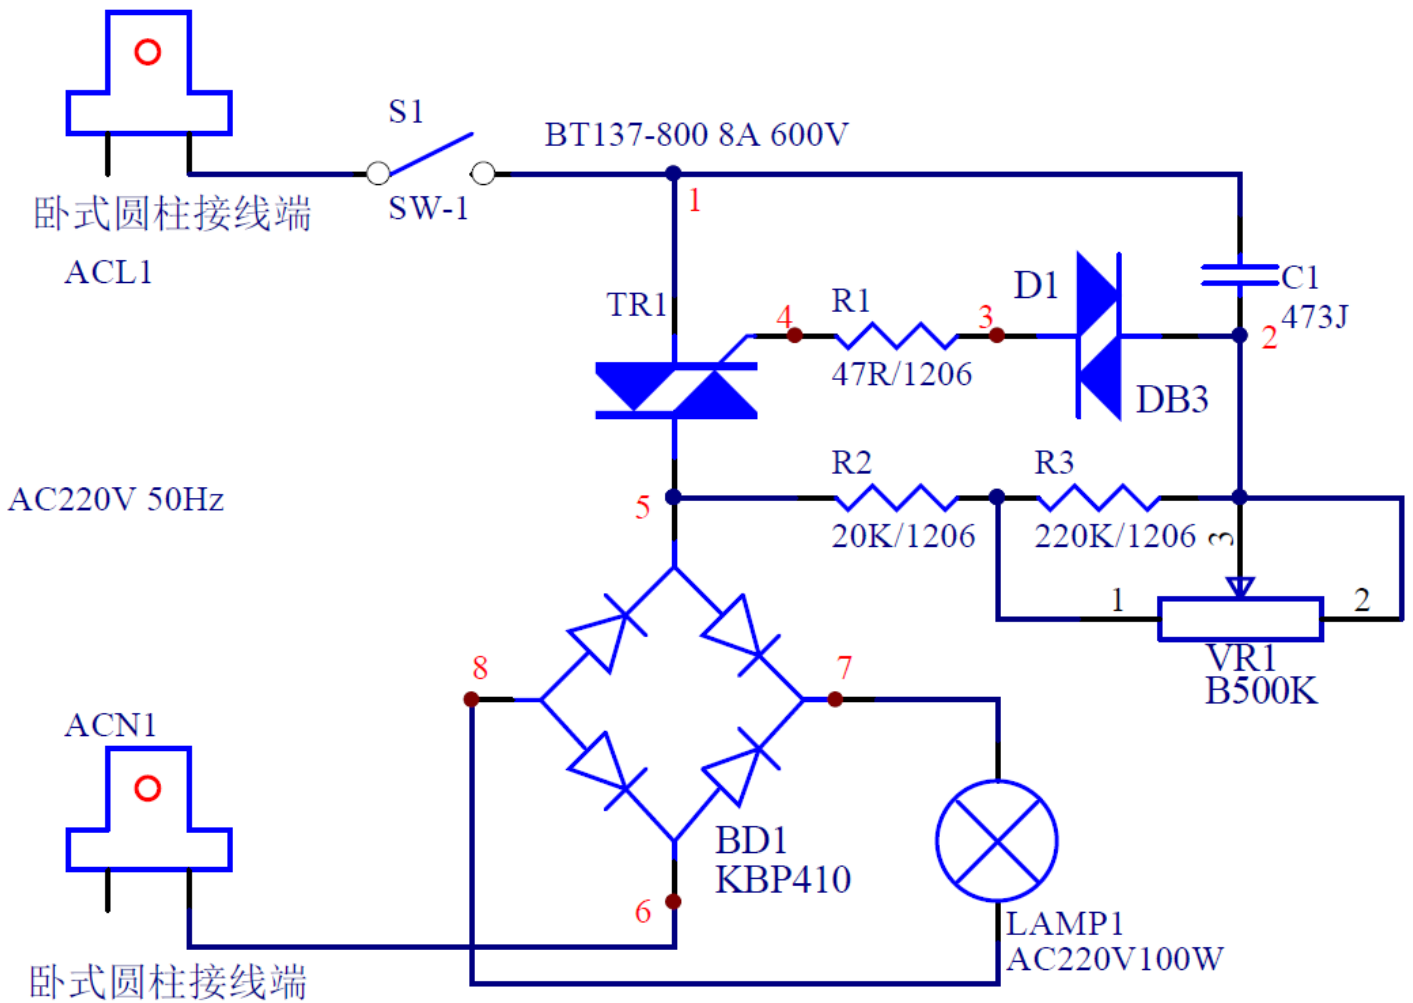 S1
BT137-800 8A 600V
SW-1
1
卧式圆柱接线端
ACL1
TR1
4
R1
47R/1206
3
D1
DB3
C1
473J
2
AC220V 50Hz
5
R2
20K/1206
R3
220K/1206
3
1
2
VR1
B500K
8
7
ACN1
BD1
KBP410
6
LAMP1
AC220V100W
卧式圆柱接线端